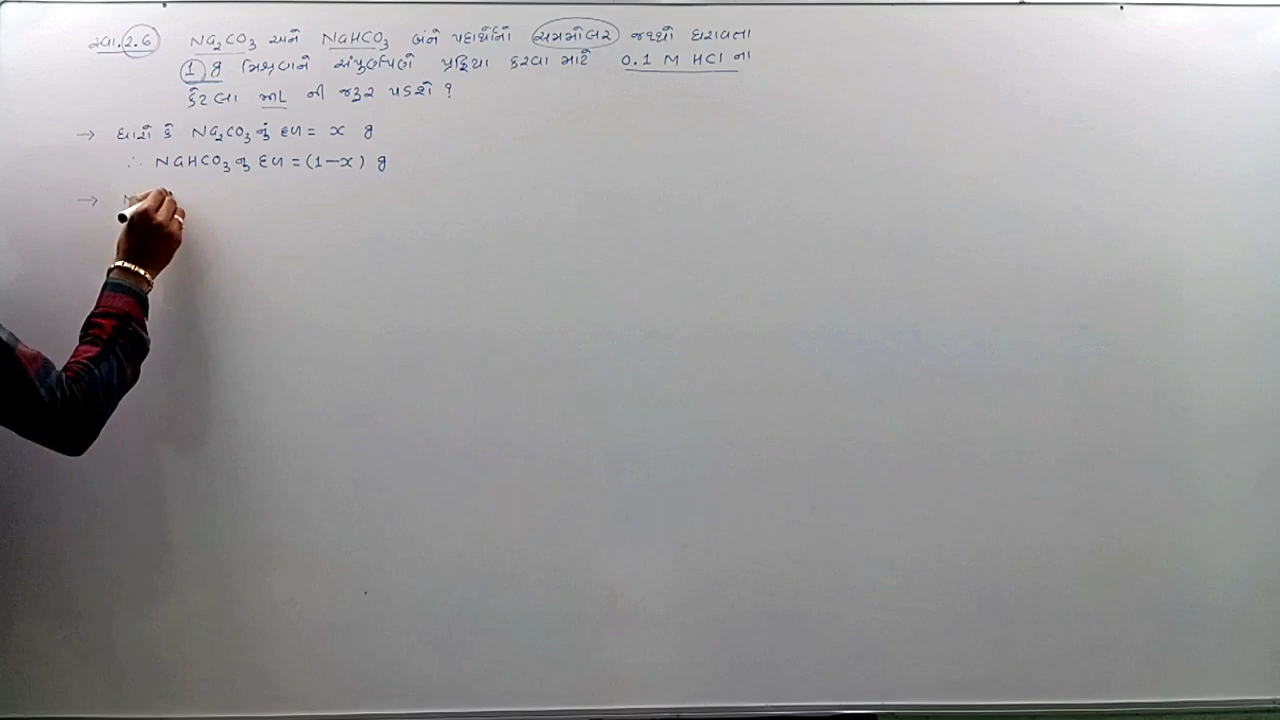 સ્વા.2.6 Na2CO3 અને NaHCO3 બંને પદાર્થોનો સમમોલર જથ્થો ધરાવતા
1 g મિશ્રણને સંપૂર્ણપણે પ્રક્રિયા કરવા માટે 0.1 M HCl ના
કેટલા mL ની જરૂર પડશે ?
→ ધારો કે Na2CO3 નું દળ = x g
∴ NaHCO3 નું દળ = (1-x) g
→